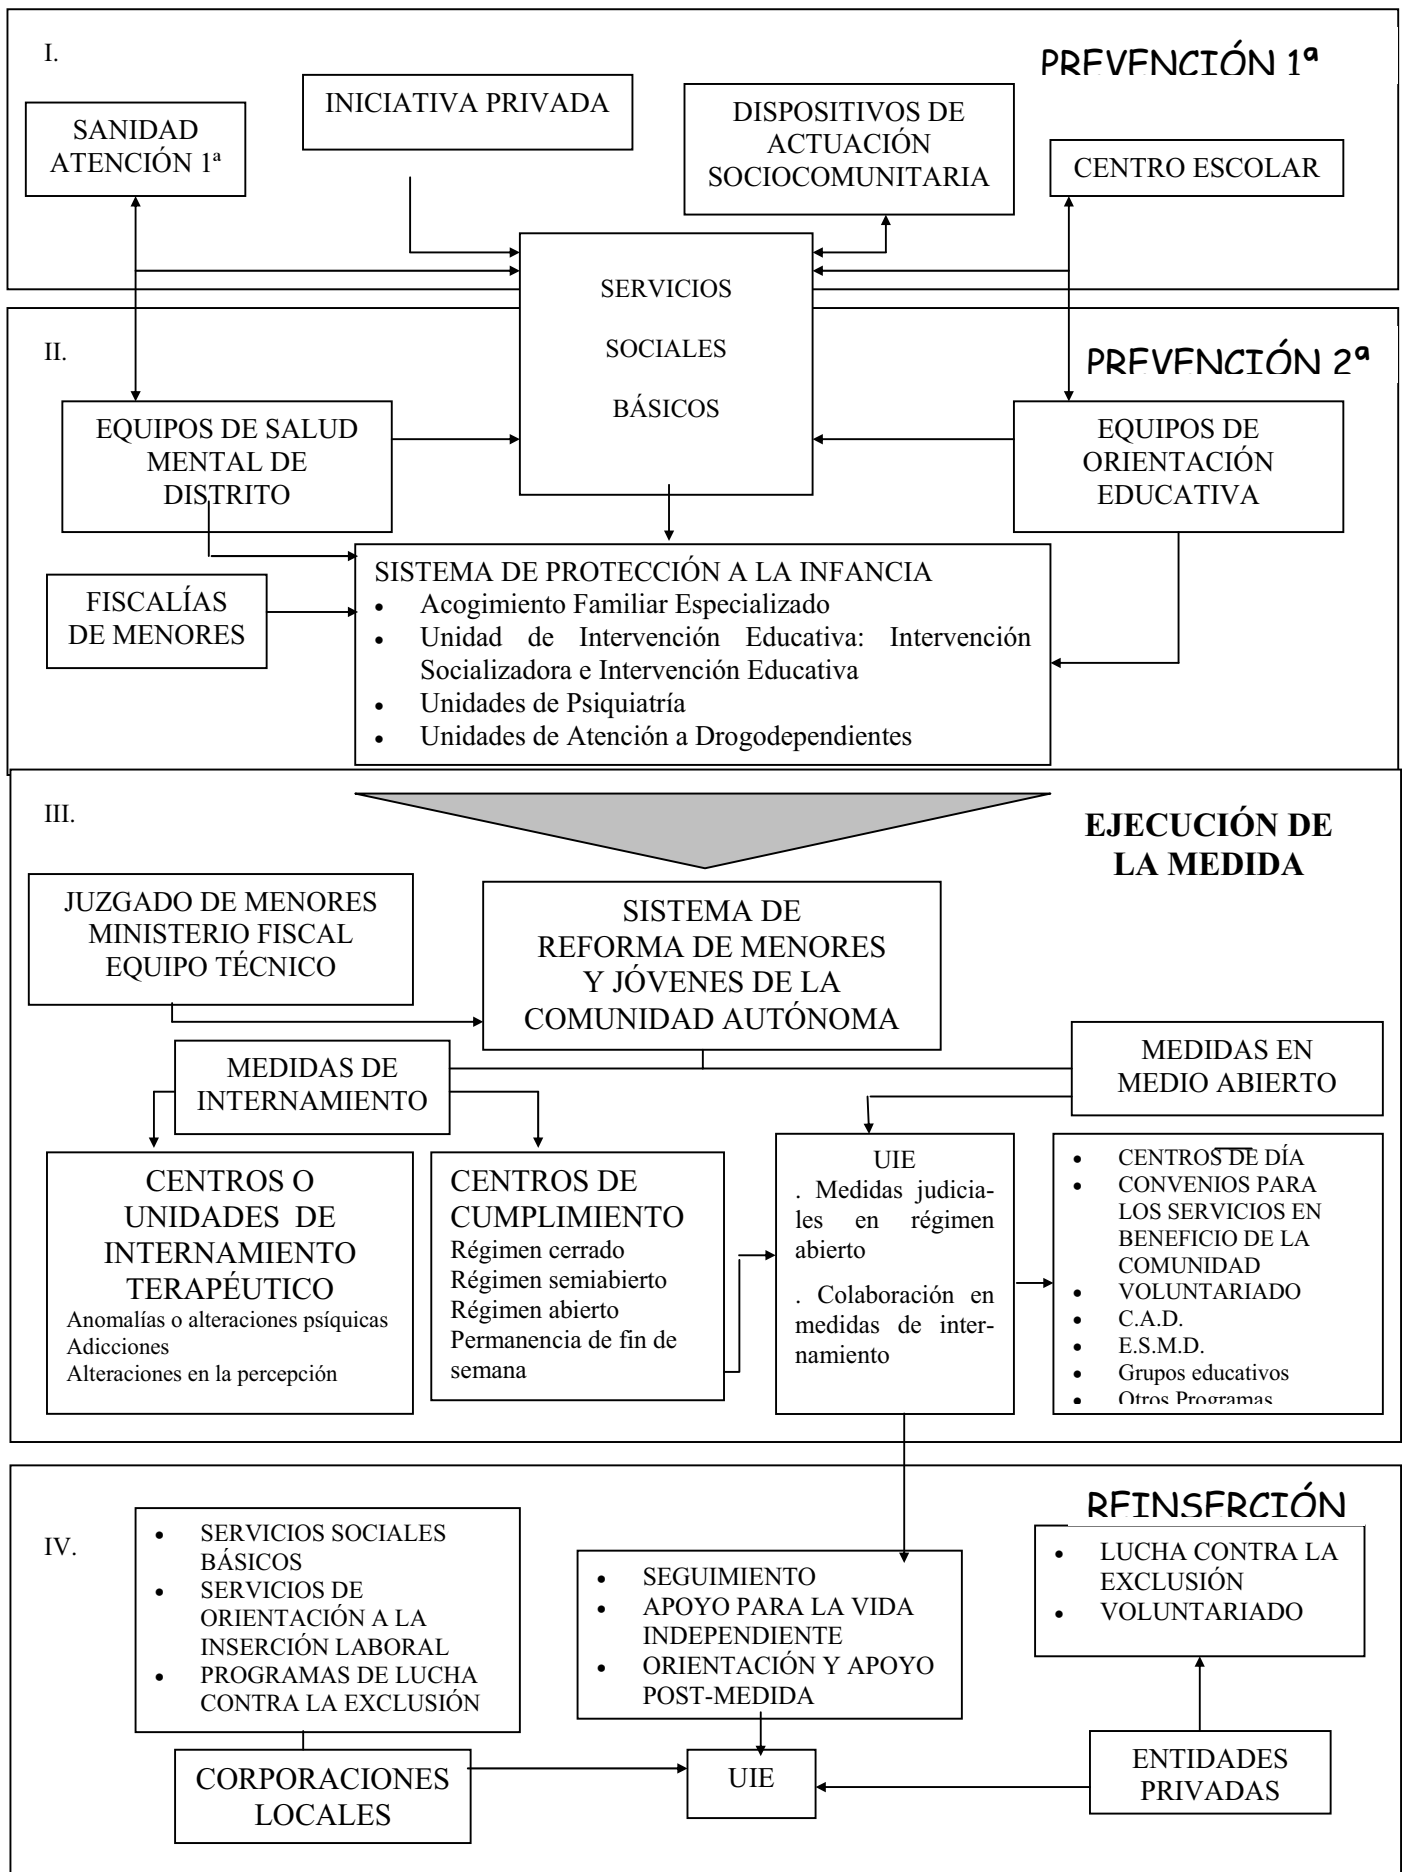 I.
PREVENCIÓN 1ª
SANIDAD
ATENCIÓN 1ª
INICIATIVA PRIVADA
DISPOSITIVOS DE
ACTUACIÓN
SOCIOCOMUNITARIA
CENTRO ESCOLAR
SERVICIOS
SOCIALES
BÁSICOS
II.
PREVENCIÓN 2ª
EQUIPOS DE SALUD
MENTAL DE
DISTRITO
EQUIPOS DE
ORIENTACIÓN
EDUCATIVA
FISCALÍAS
DE MENORES
SISTEMA DE PROTECCIÓN A LA INFANCIA
• Acogimiento Familiar Especializado
• Unidad de Intervención Educativa: Intervención
Socializadora e Intervención Educativa
• Unidades de Psiquiatría
• Unidades de Atención a Drogodependientes
III.
EJECUCIÓN DE
LA MEDIDA
JUZGADO DE MENORES
MINISTERIO FISCAL
EQUIPO TÉCNICO
SISTEMA DE
REFORMA DE MENORES
Y JÓVENES DE LA
COMUNIDAD AUTÓNOMA
MEDIDAS DE
INTERNAMIENTO
MEDIDAS EN
MEDIO ABIERTO
CENTROS O
UNIDADES DE
INTERNAMIENTO
TERAPÉUTICO
Anomalías o alteraciones psíquicas
Adicciones
Alteraciones en la percepción
CENTROS DE
CUMPLIMIENTO
Régimen cerrado
Régimen semiabierto
Régimen abierto
Permanencia de fin de
semana
UIE
. Medidas judicia-
les en régimen
abierto
. Colaboración en
medidas de inter-
namiento
• CENTROS DE DÍA
• CONVENIOS PARA
LOS SERVICIOS EN
BENEFICIO DE LA
COMUNIDAD
• VOLUNTARIADO
• C.A.D.
• E.S.M.D.
• Grupos educativos
• Otros Programas
IV.
REINSERCIÓN
• SERVICIOS SOCIALES
BÁSICOS
• SERVICIOS DE
ORIENTACIÓN A LA
INSERCIÓN LABORAL
• PROGRAMAS DE LUCHA
CONTRA LA EXCLUSIÓN
• SEGUIMIENTO
• APOYO PARA LA VIDA
INDEPENDIENTE
• ORIENTACIÓN Y APOYO
POST-MEDIDA
• LUCHA CONTRA LA
EXCLUSIÓN
• VOLUNTARIADO
CORPORACIONES
LOCALES
UIE
ENTIDADES
PRIVADAS